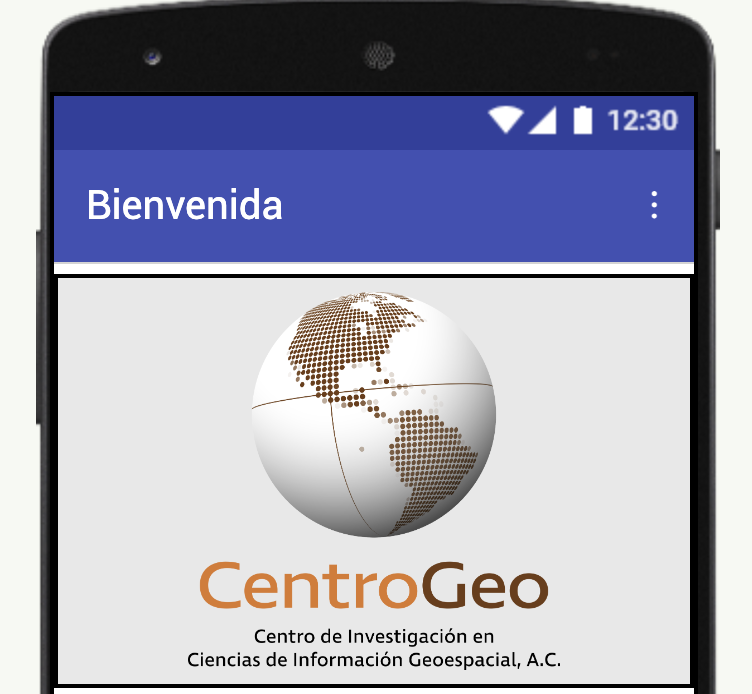 12:30
Bienvenida
CentroGeo
Centro de Investigación en
Ciencias de Información Geoespacial, A.C.